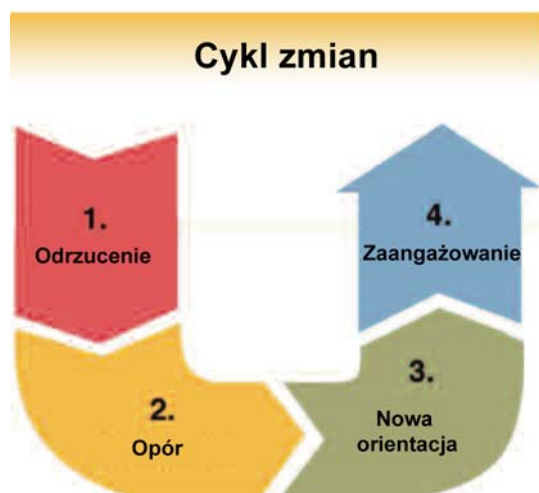 Cykl zmian
1.
Odrzucenie
2.
Opór
3.
Nowa
orientacja
4.
Zaangażowanie